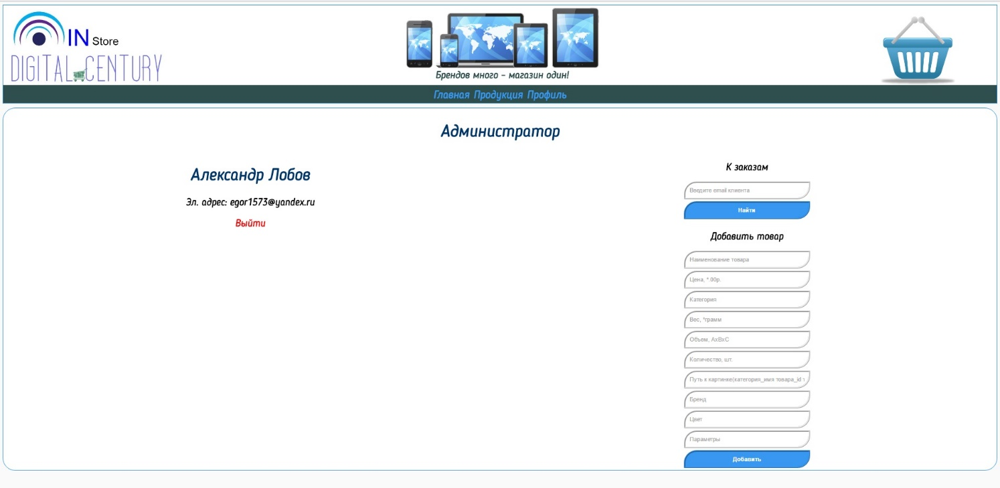 IN Store
DIGITAL CENTURY
Брендов много - магазин один!
Главная Продукция Профиль
Администратор
Александр Лобов
Эл. адрес: egor1573@yandex.ru
Выйти
К заказам
Введите email клиента
Найти
Добавить товар
Наименование товара
Цена, *.00р.
Категория
Вес, *грамм
Объем, AxBxC
Количество, шт.
Путь к картинке(категория_имя товара_id т
Бренд
Цвет
Параметры
Добавить